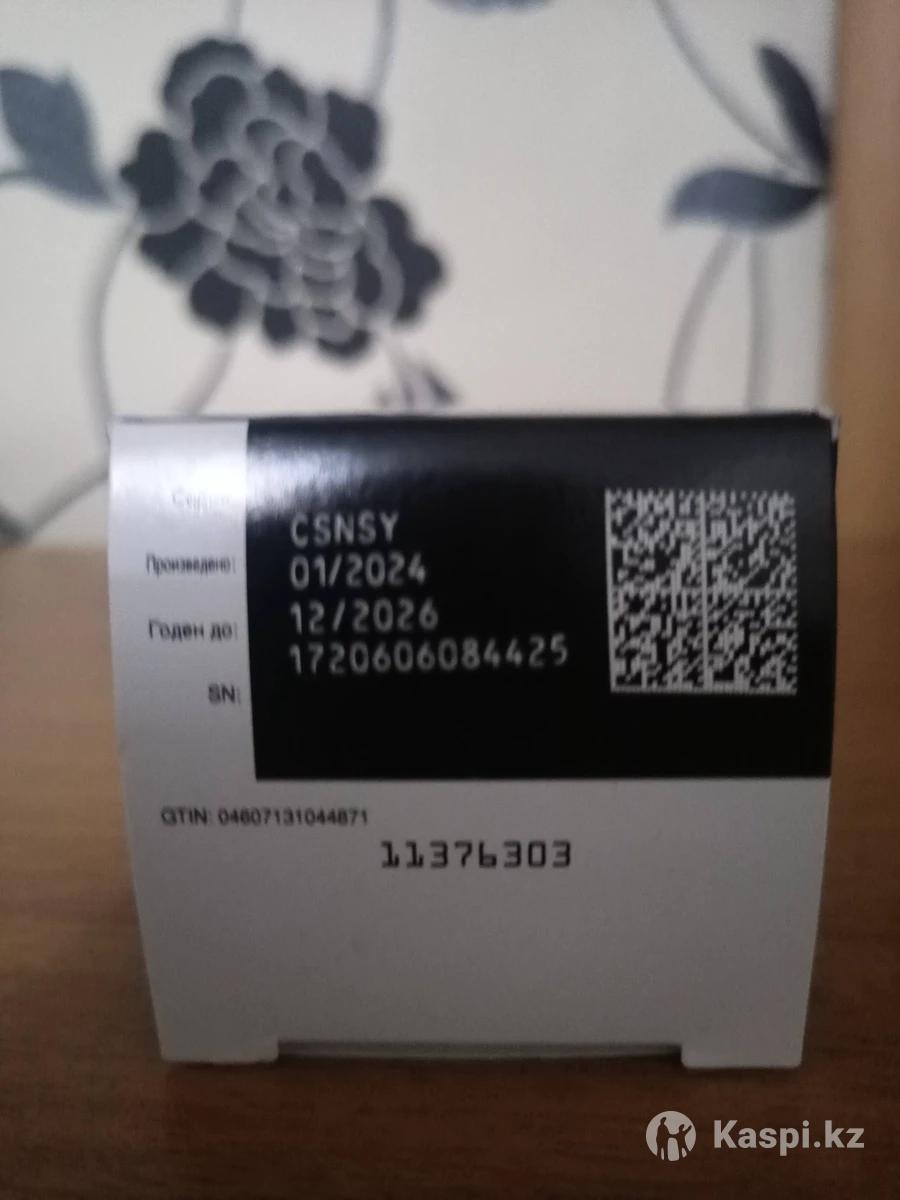 Серия:
CSNSY
Произведено:
01/2024
Годен до:
12/2026
SN:
1720606084425
GTIN: 04607131044871
11376303
Kaspi.kz